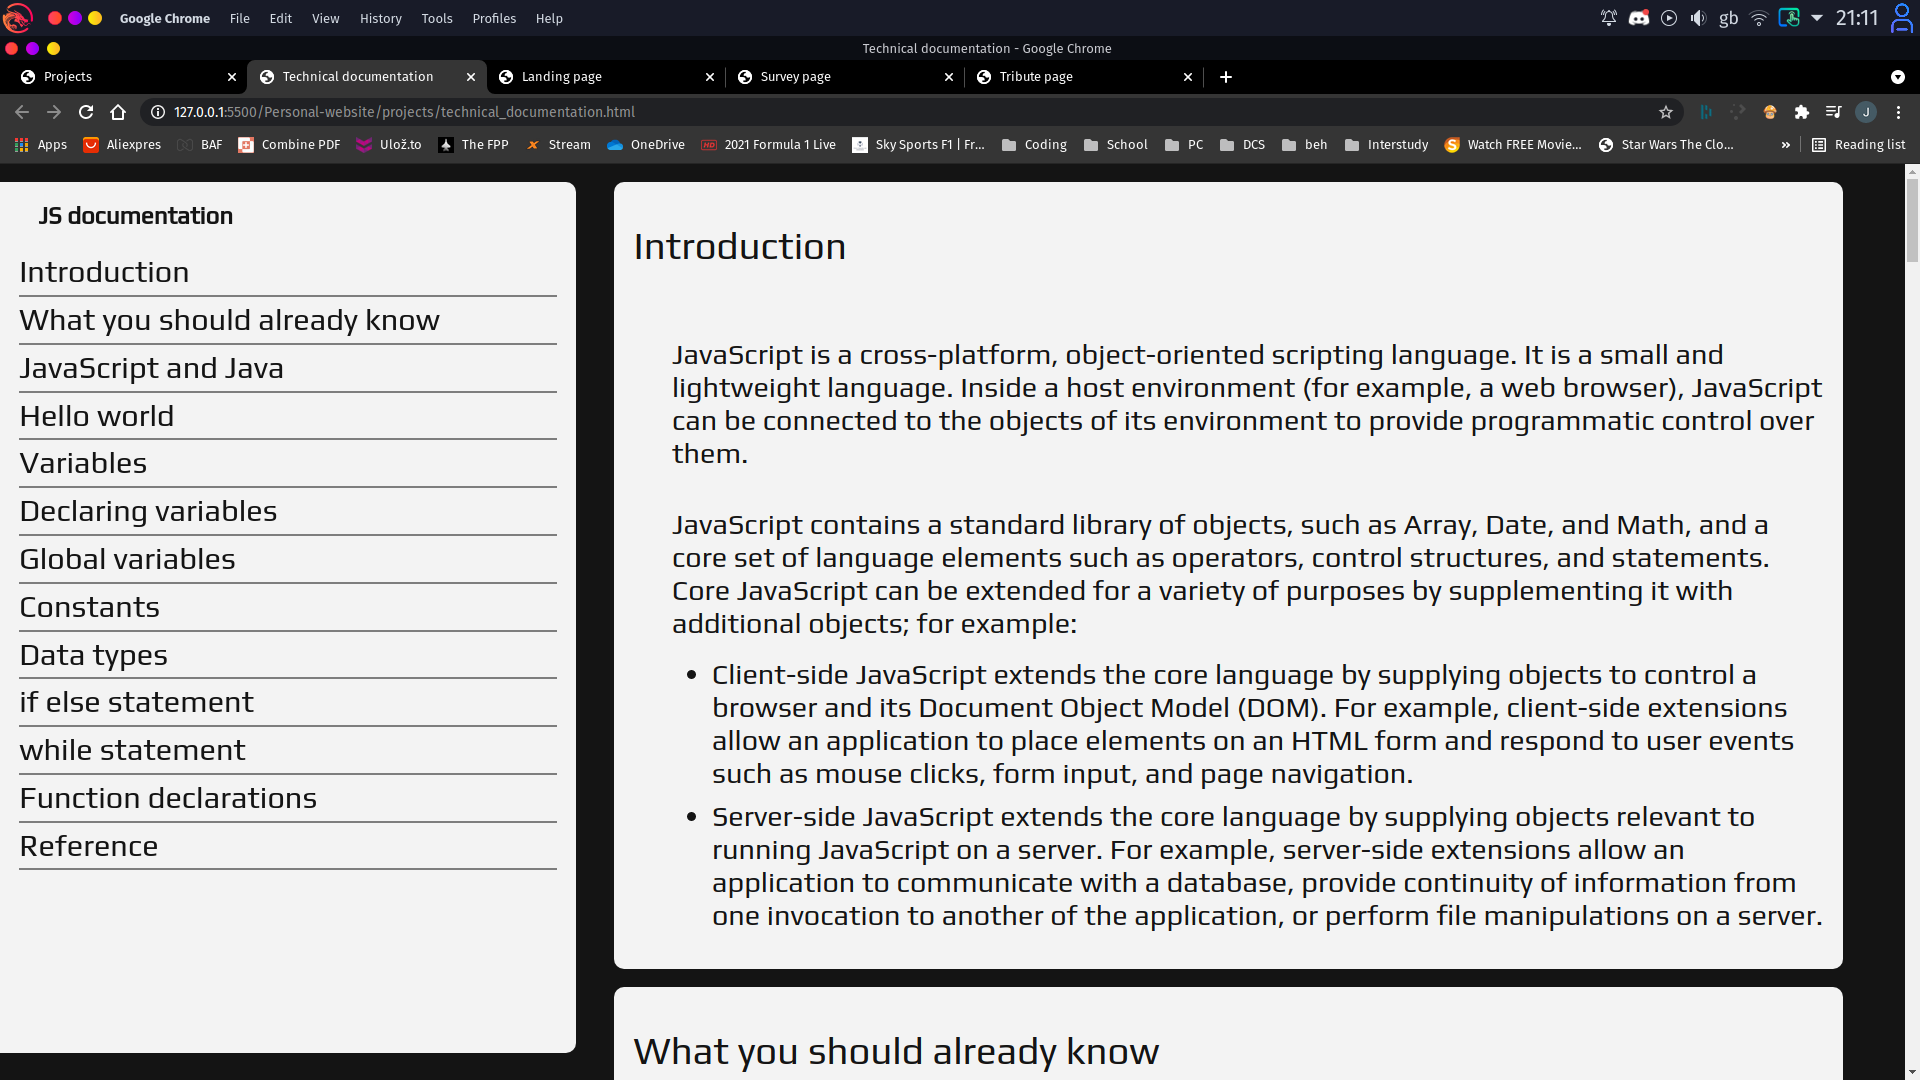 Google Chrome File Edit View History Tools Profiles Help gb 21:11
Technical documentation - Google Chrome
Projects Technical documentation Landing page Survey page Tribute page
127.0.0.1:5500/Personal-website/projects/technical_documentation.html J
Apps Aliexpres BAF Combine PDF Ulož.to The FPP Stream OneDrive HD 2021 Formula 1 Live Sky Sports F1 | Fr... Coding School PC DCS beh Interstudy Watch FREE Movie... Star Wars The Clo... » Reading list
JS documentation
Introduction
What you should already know
JavaScript and Java
Hello world
Variables
Declaring variables
Global variables
Constants
Data types
if else statement
while statement
Function declarations
Reference
Introduction
JavaScript is a cross-platform, object-oriented scripting language. It is a small and
lightweight language. Inside a host environment (for example, a web browser), JavaScript
can be connected to the objects of its environment to provide programmatic control over
them.
JavaScript contains a standard library of objects, such as Array, Date, and Math, and a
core set of language elements such as operators, control structures, and statements.
Core JavaScript can be extended for a variety of purposes by supplementing it with
additional objects; for example:
• Client-side JavaScript extends the core language by supplying objects to control a
browser and its Document Object Model (DOM). For example, client-side extensions
allow an application to place elements on an HTML form and respond to user events
such as mouse clicks, form input, and page navigation.
• Server-side JavaScript extends the core language by supplying objects relevant to
running JavaScript on a server. For example, server-side extensions allow an
application to communicate with a database, provide continuity of information from
one invocation to another of the application, or perform file manipulations on a server.
What you should already know